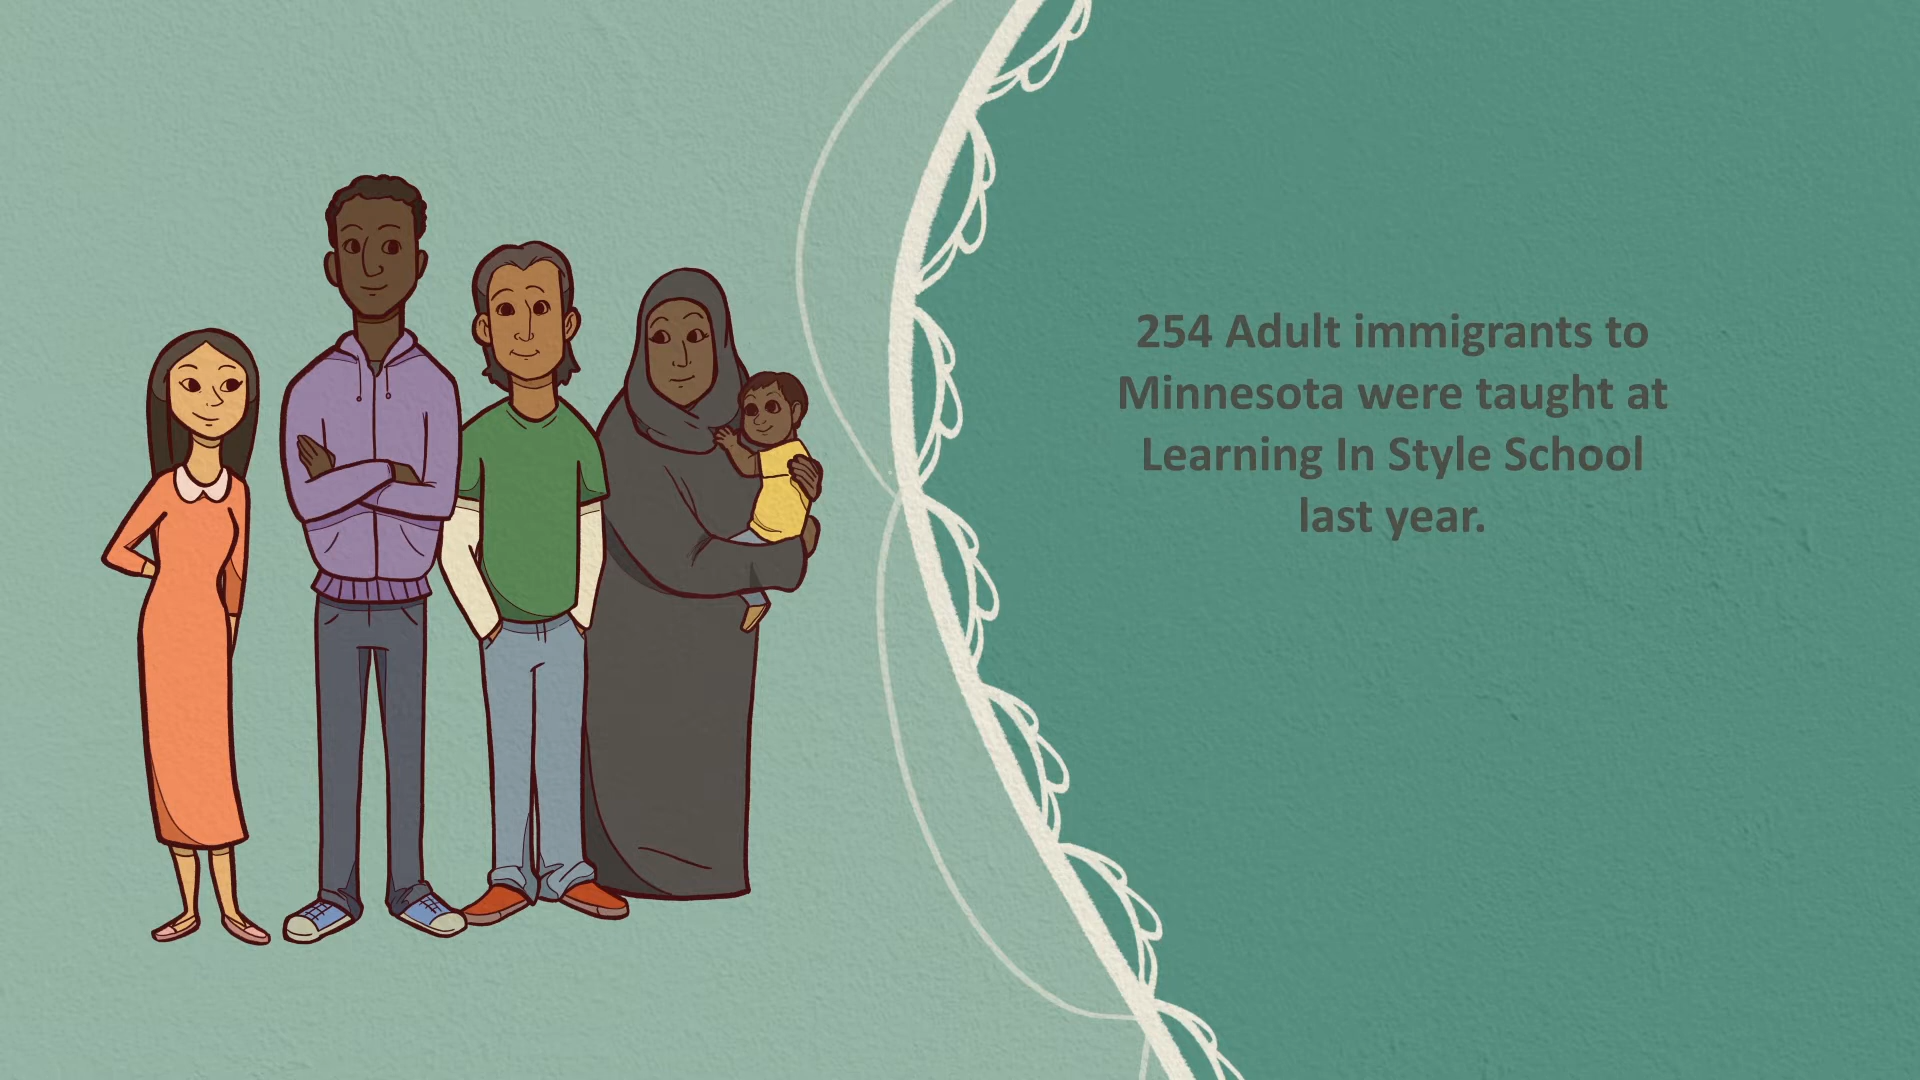 254 Adult immigrants to
Minnesota were taught at
Learning In Style School
last year.